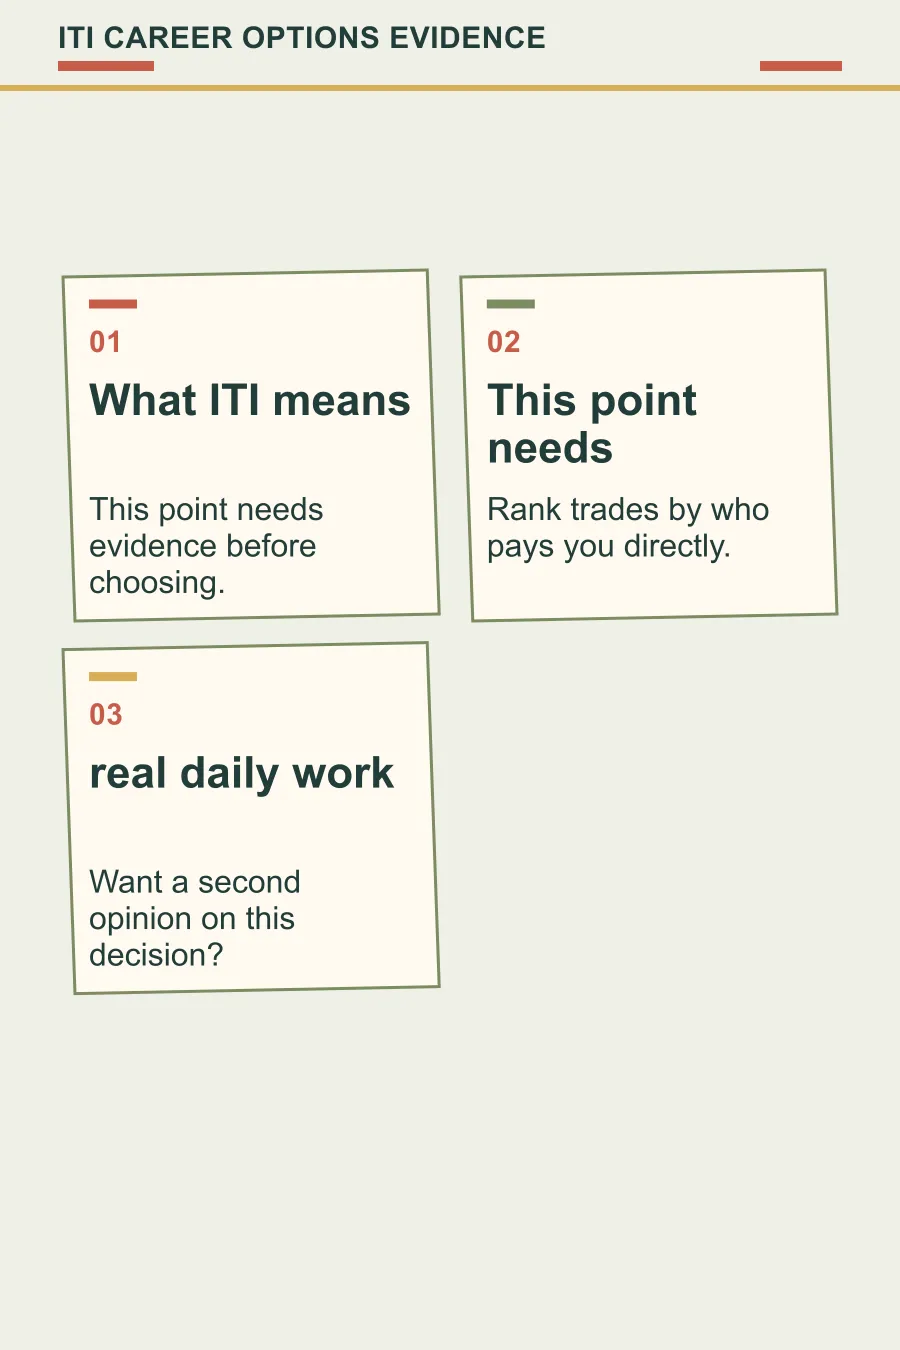 ITI CAREER OPTIONS EVIDENCE
01
What ITI means
This point needs
evidence before
choosing.
02
This point
needs
Rank trades by who
pays you directly.
03
real daily work
Want a second
opinion on this
decision?